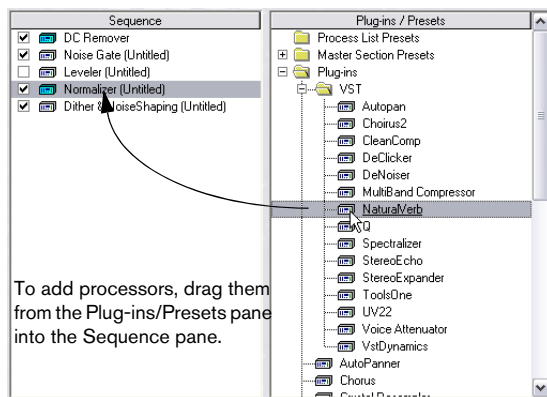 Sequence
DC Remover
Noise Gate (Untitled)
Leveler (Untitled)
Normalizer (Untitled)
Dither & NoiseShaping (Untitled)
To add processors, drag them
from the Plug-ins/Presets pane
into the Sequence pane.
Plug-ins / Presets
Process List Presets
Master Section Presets
Plug-ins
VST
Autopan
Choirus2
CleanComp
DeClicker
DeNoiser
MultiBand Compressor
NaturalVerb
Q
Spectralizer
StereoEcho
StereoExpander
ToolsOne
UV22
Voice Attenuator
VstDynamics
AutoPanner
Chorus
Crystal Resampler